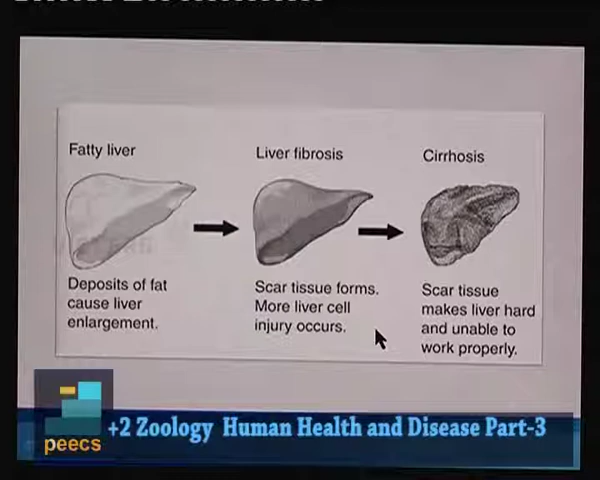 Fatty liver
Liver fibrosis
Cirrhosis
Deposits of fat
cause liver
enlargement.
Scar tissue forms.
More liver cell
injury occurs.
Scar tissue
makes liver hard
and unable to
work properly.
peecs
+2 Zoology Human Health and Disease Part-3